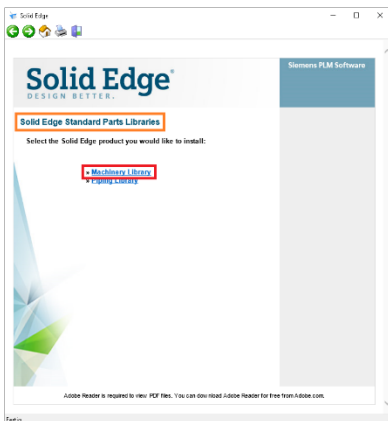 Solid Edge
Siemens PLM Software
Solid Edge
DESIGN BETTER.
Solid Edge Standard Parts Libraries
Select the Solid Edge product you would like to install:
Machinery Library
Piping Library
Adobe Reader is required to view PDF files. You can download Adobe Reader for free from Adobe.com.